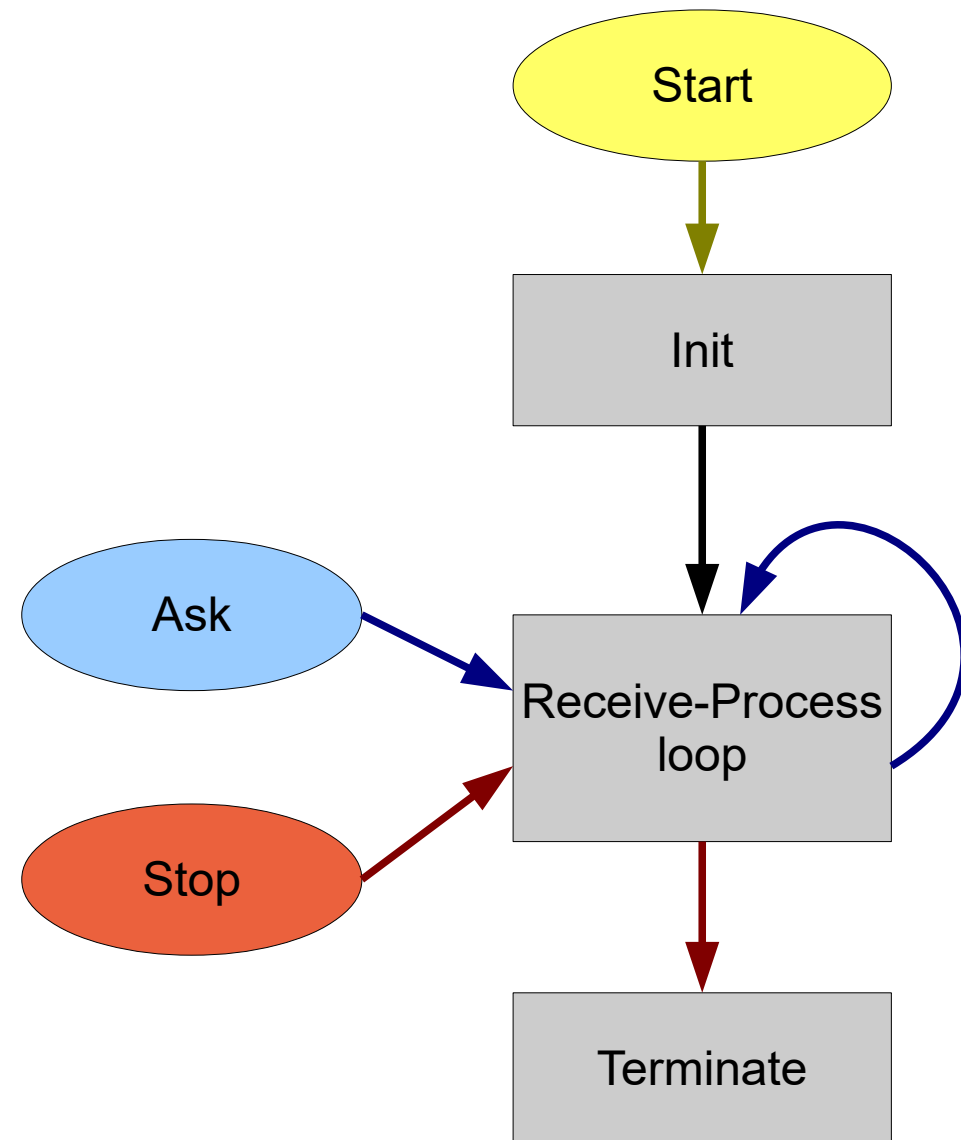 Start
Init
Ask
Receive-Process
loop
Stop
Terminate